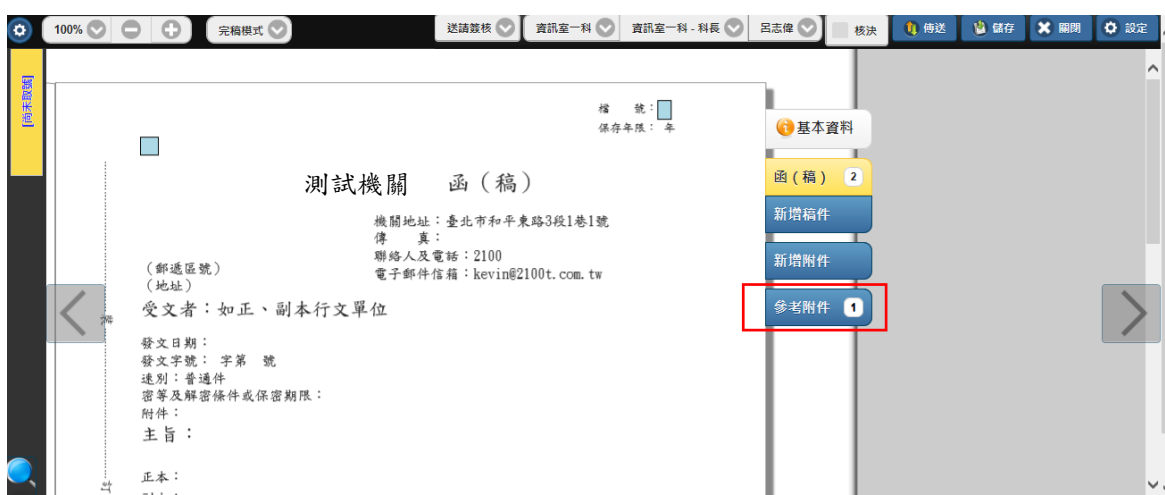 100% 完稿模式 送請簽核 資訊室一科 資訊室一科 - 科長 呂志偉 核決 傳送 儲存 關閉 設定
[尚未取號]
檔 號：
保存年限： 年
基本資料
測試機關 函（稿）
函（稿） 2
機關地址：臺北市和平東路3段1巷1號
新增稿件
傳 真：
聯絡人及電話：2100
電子郵件信箱：kevin@2100t.com.tw
新增附件
（郵遞區號）
（地址）
受文者：如正、副本行文單位
參考附件 1
發文日期：
發文字號： 字第 號
速別：普通件
密等及解密條件或保密期限：
附件：
主旨：
正本：
訂